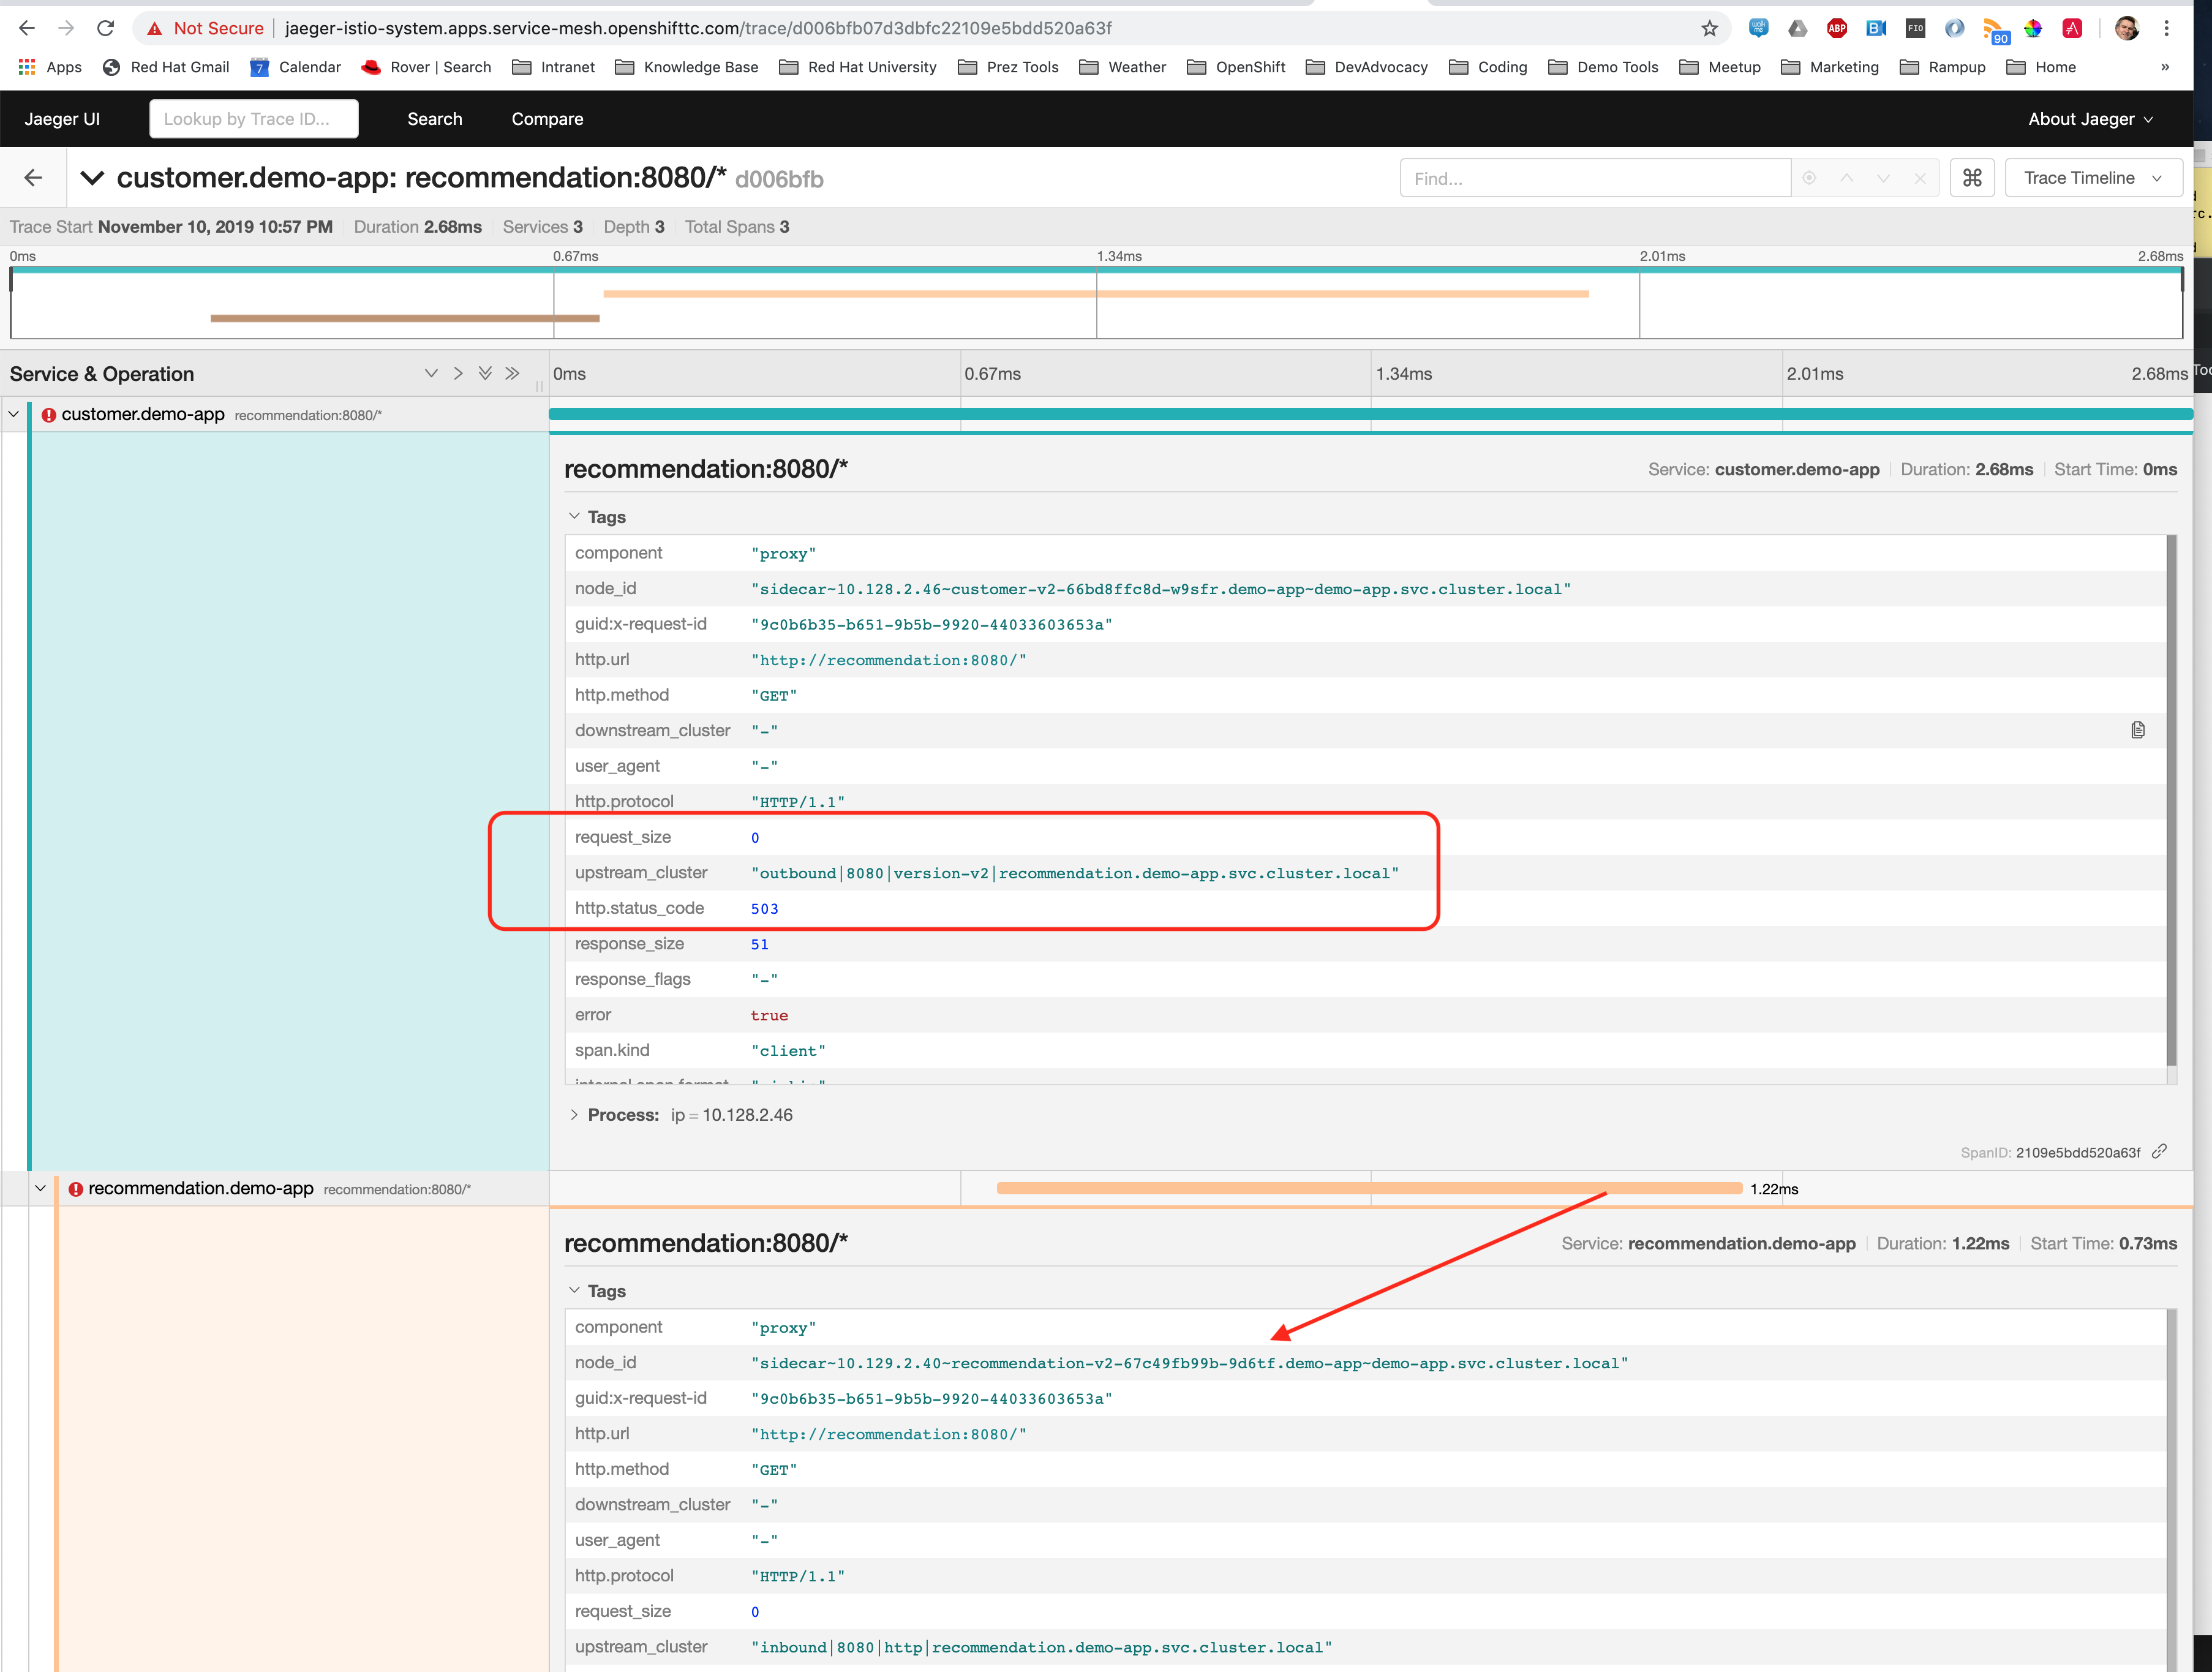 Not Secure jaeger-istio-system.apps.service-mesh.openshifttc.com/trace/d006bfb07d3dbfc22109e5bdd520a63f ABP FIO 90
Apps Red Hat Gmail 7 Calendar Rover | Search Intranet Knowledge Base Red Hat University Prez Tools Weather OpenShift DevAdvocacy Coding Demo Tools Meetup Marketing Rampup Home »
Jaeger UI Lookup by Trace ID... Search Compare About Jaeger
customer.demo-app: recommendation:8080/* d006bfb Find... ⌘ Trace Timeline
Trace Start November 10, 2019 10:57 PM Duration 2.68ms Services 3 Depth 3 Total Spans 3
0ms 0.67ms 1.34ms 2.01ms 2.68ms
Service & Operation 0ms 0.67ms 1.34ms 2.01ms 2.68ms
customer.demo-app recommendation:8080/*
recommendation:8080/* Service: customer.demo-app Duration: 2.68ms Start Time: 0ms
Tags
component "proxy"
node_id "sidecar~10.128.2.46~customer-v2-66bd8ffc8d-w9sfr.demo-app~demo-app.svc.cluster.local"
guid:x-request-id "9c0b6b35-b651-9b5b-9920-44033603653a"
http.url "http://recommendation:8080/"
http.method "GET"
downstream_cluster "-"
user_agent "-"
http.protocol "HTTP/1.1"
request_size 0
upstream_cluster "outbound|8080|version-v2|recommendation.demo-app.svc.cluster.local"
http.status_code 503
response_size 51
response_flags "-"
error true
span.kind "client"
Process: ip = 10.128.2.46
SpanID: 2109e5bdd520a63f
recommendation.demo-app recommendation:8080/* 1.22ms
recommendation:8080/* Service: recommendation.demo-app Duration: 1.22ms Start Time: 0.73ms
Tags
component "proxy"
node_id "sidecar~10.129.2.40~recommendation-v2-67c49fb99b-9d6tf.demo-app~demo-app.svc.cluster.local"
guid:x-request-id "9c0b6b35-b651-9b5b-9920-44033603653a"
http.url "http://recommendation:8080/"
http.method "GET"
downstream_cluster "-"
user_agent "-"
http.protocol "HTTP/1.1"
request_size 0
upstream_cluster "inbound|8080|http|recommendation.demo-app.svc.cluster.local"